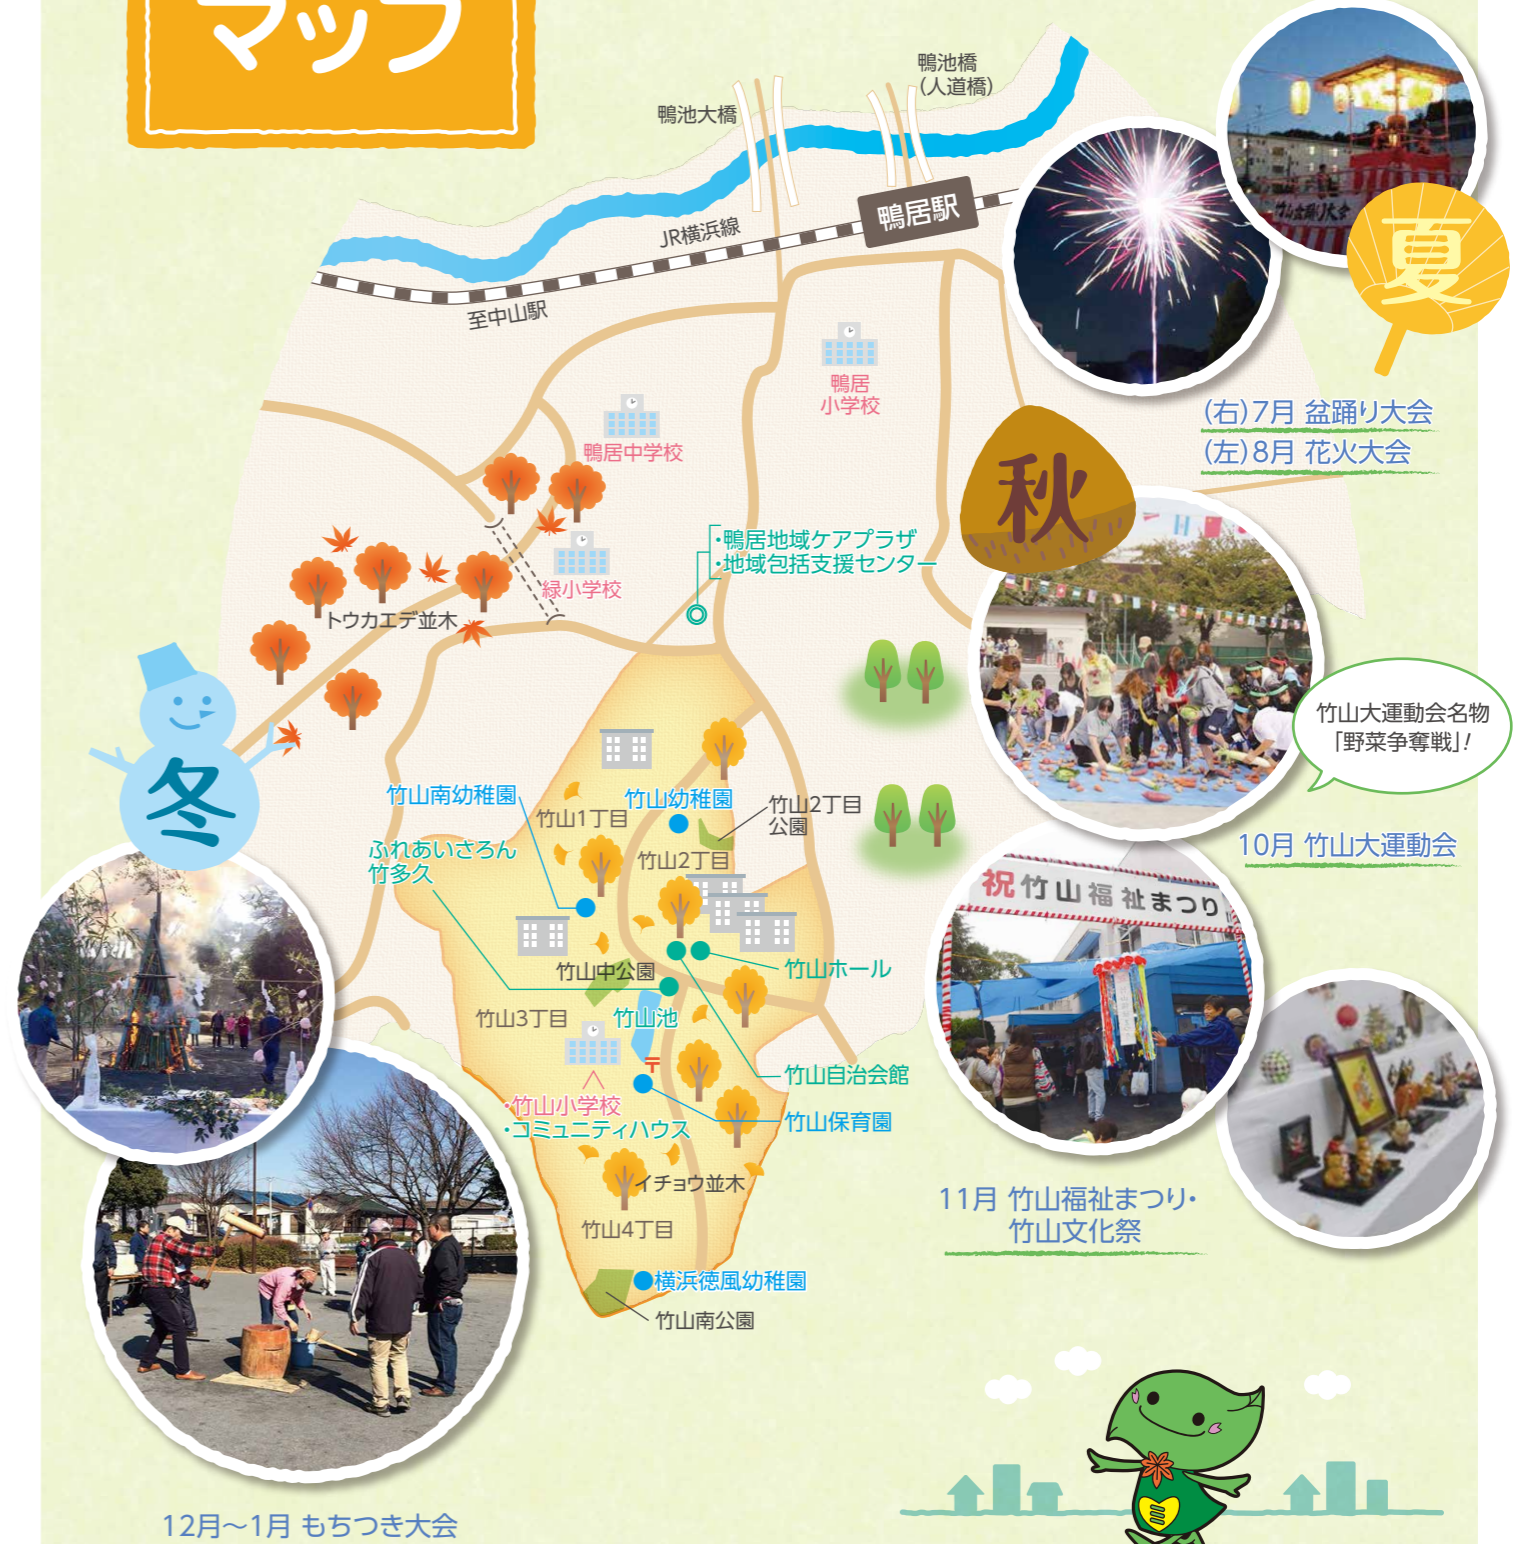 マップ
鴨池橋
(人道橋)
鴨池大橋
鴨居駅
JR横浜線
至中山駅
竹山盆踊り大会
夏
(右)7月 盆踊り大会
(左)8月 花火大会
鴨居
小学校
鴨居中学校
秋
・鴨居地域ケアプラザ
・地域包括支援センター
緑小学校
トウカエデ並木
竹山大運動会名物
「野菜争奪戦」!
10月 竹山大運動会
冬
竹山南幼稚園
竹山幼稚園
竹山2丁目
公園
竹山1丁目
ふれあいさろん
竹多久
竹山2丁目
祝竹山福祉まつり
竹山中公園
竹山ホール
竹山3丁目
竹山池
〒
竹山自治会館
・竹山小学校
・コミュニティハウス
竹山保育園
イチョウ並木
11月 竹山福祉まつり・
竹山文化祭
竹山4丁目
横浜徳風幼稚園
竹山南公園
12月〜1月 もちつき大会